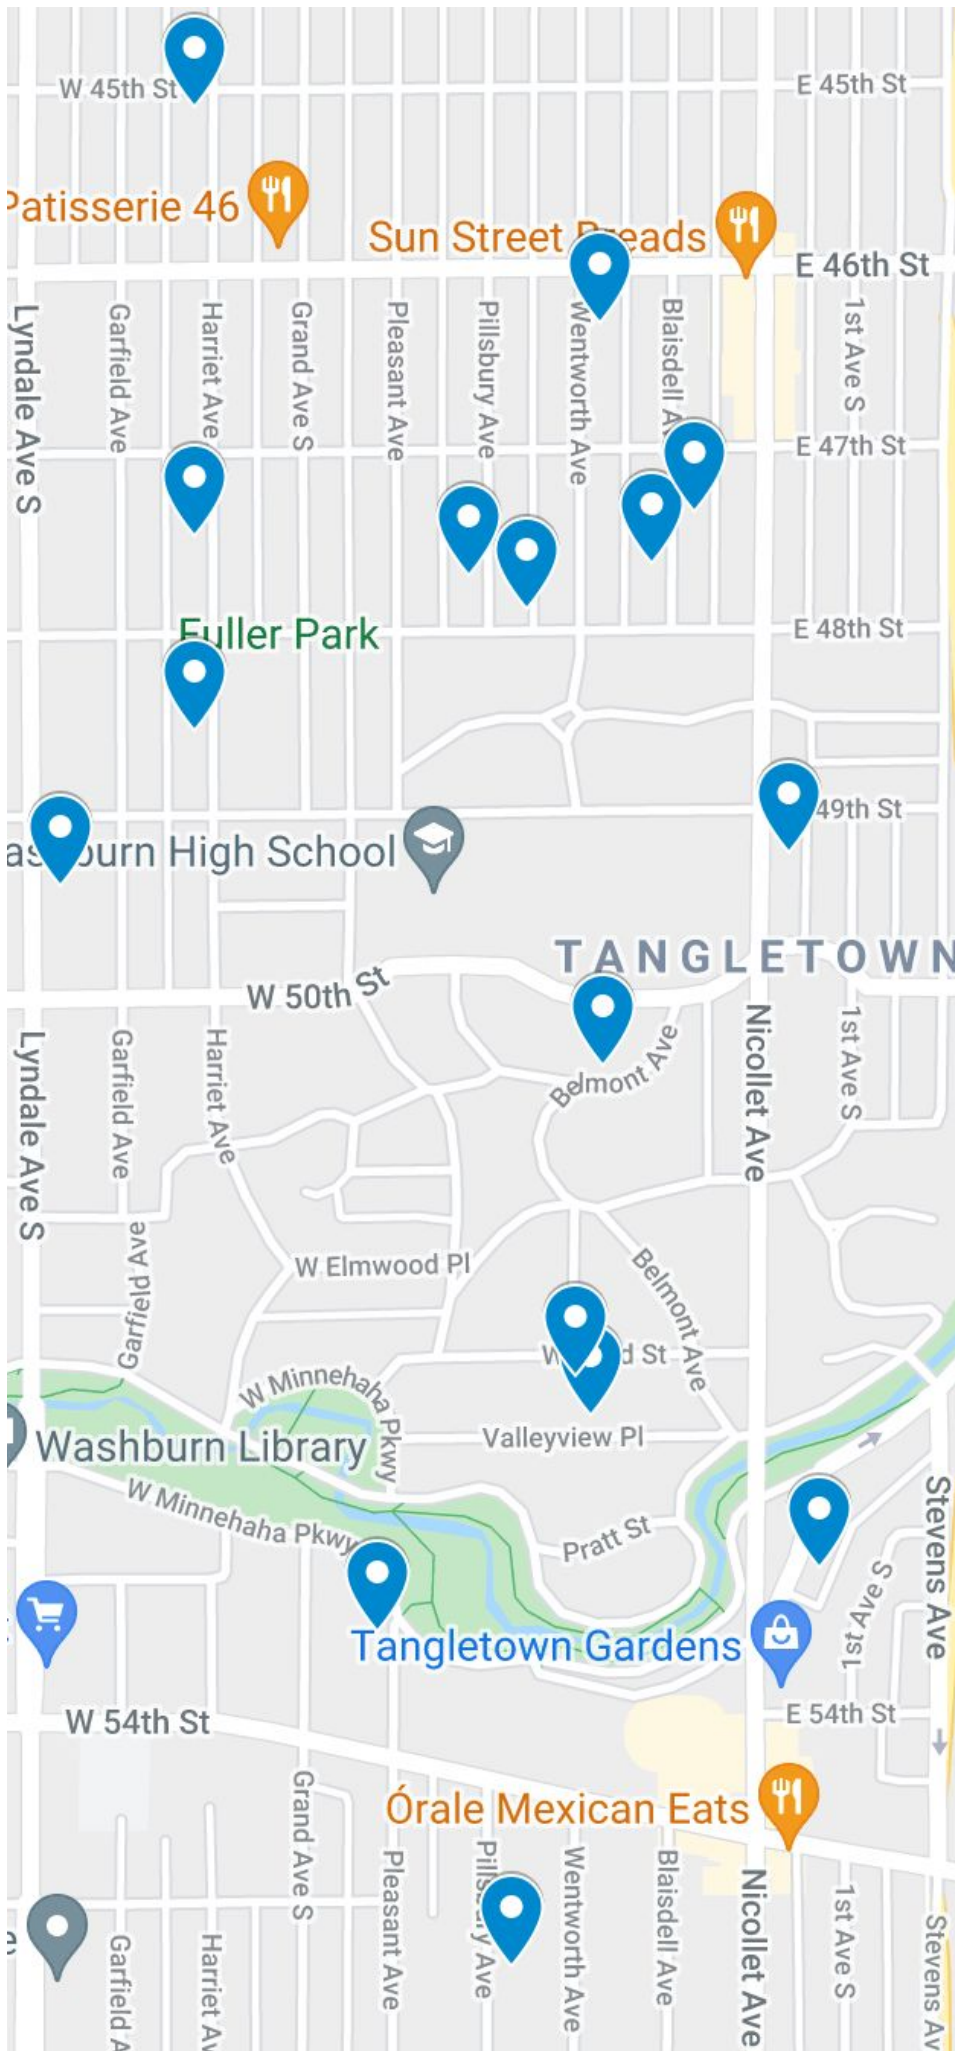 W 45th St
E 45th St
Patisserie 46
Sun Street Breads
E 46th St
Lyndale Ave S
Garfield Ave
Harriet Ave
Grand Ave S
Pleasant Ave
Pillsbury Ave
Wentworth Ave
Blaisdell A
1st Ave S
E 47th St
Fuller Park
E 48th St
49th St
burn High School
TANGLETOWN
W 50th St
Lyndale Ave S
Garfield Ave
Harriet Ave
Belmont Ave
Nicollet Ave
1st Ave S
Garfield Ave
W Elmwood Pl
Belmont Ave
W
d St
W Minnehaha Pkwy
Valleyview Pl
Washburn Library
W Minnehaha Pkwy
Pratt St
Stevens Ave
1st Ave S
Tangletown Gardens
W 54th St
E 54th St
Órale Mexican Eats
Grand Ave S
Pleasant Ave
Pillsbury Ave
Wentworth Ave
Blaisdell Ave
Nicollet Ave
1st Ave S
Stevens Av
Garfield A
Harriet Av
e